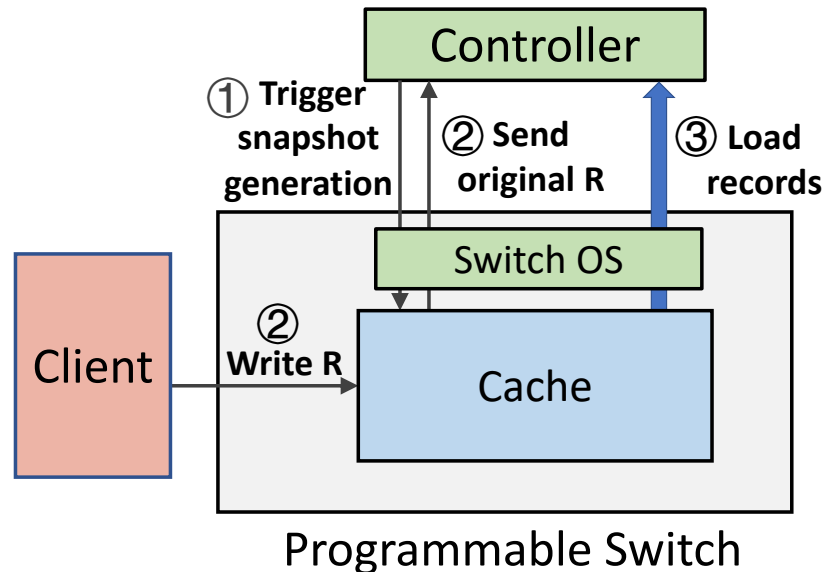 Controller
① Trigger
snapshot
generation
② Send
original R
③ Load
records
Switch OS
②
Write R
Client
Cache
Programmable Switch